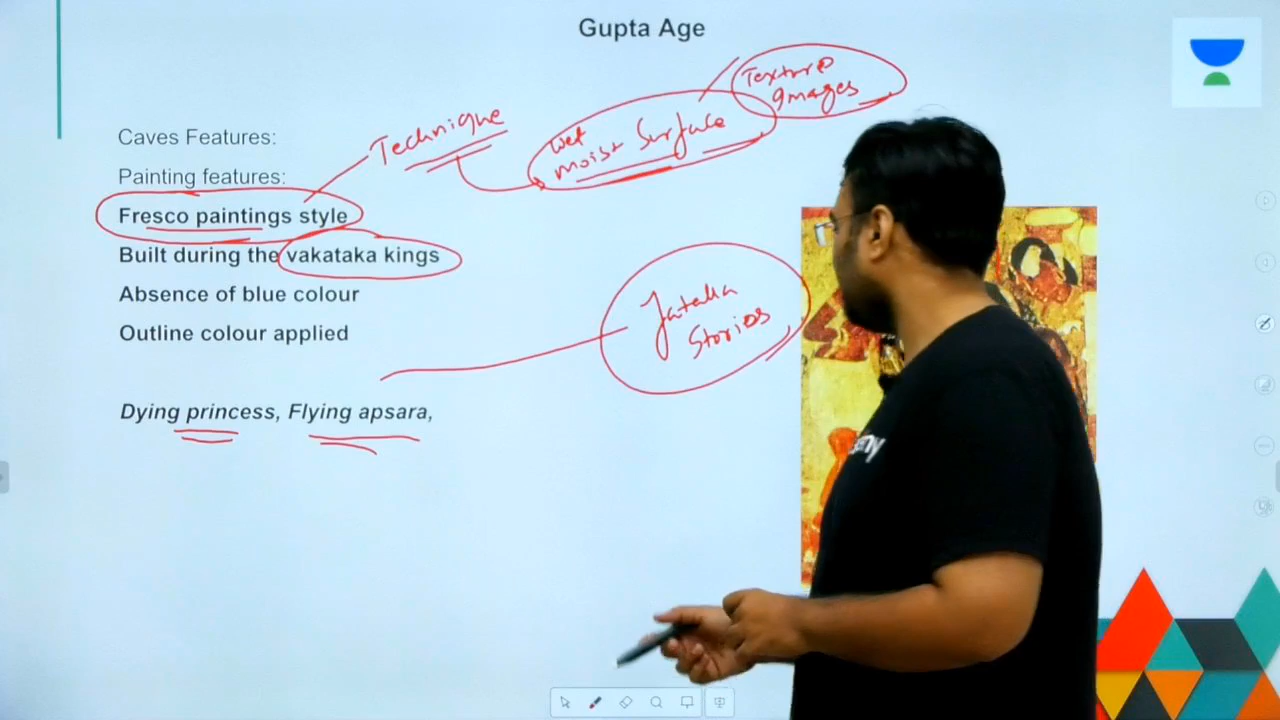 Gupta Age
Texture
Images
Technique
Wet
Moist Surface
Caves Features:
Painting features:
Fresco paintings style
Built during the vakataka kings
Absence of blue colour
Outline colour applied
Jataka
Stories
Dying princess, Flying apsara,